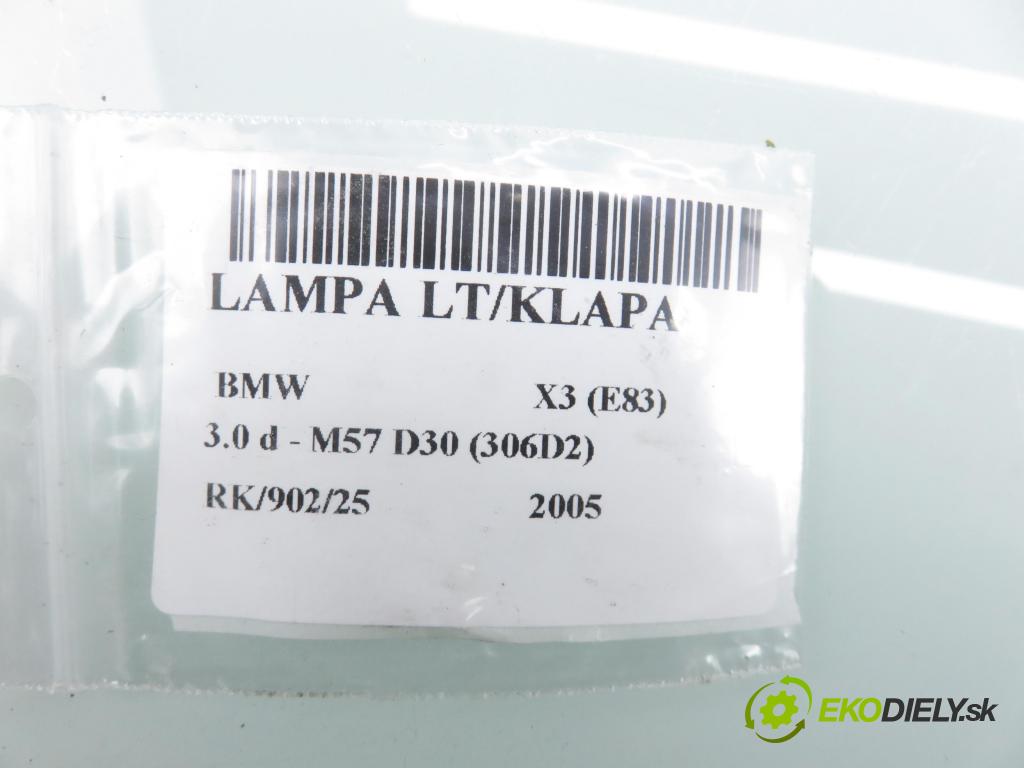 LAMPA LT/KLAPA
BMW X3 (E83)
3.0 d - M57 D30 (306D2)
RK/902/25 2005
EKODIELY.sk